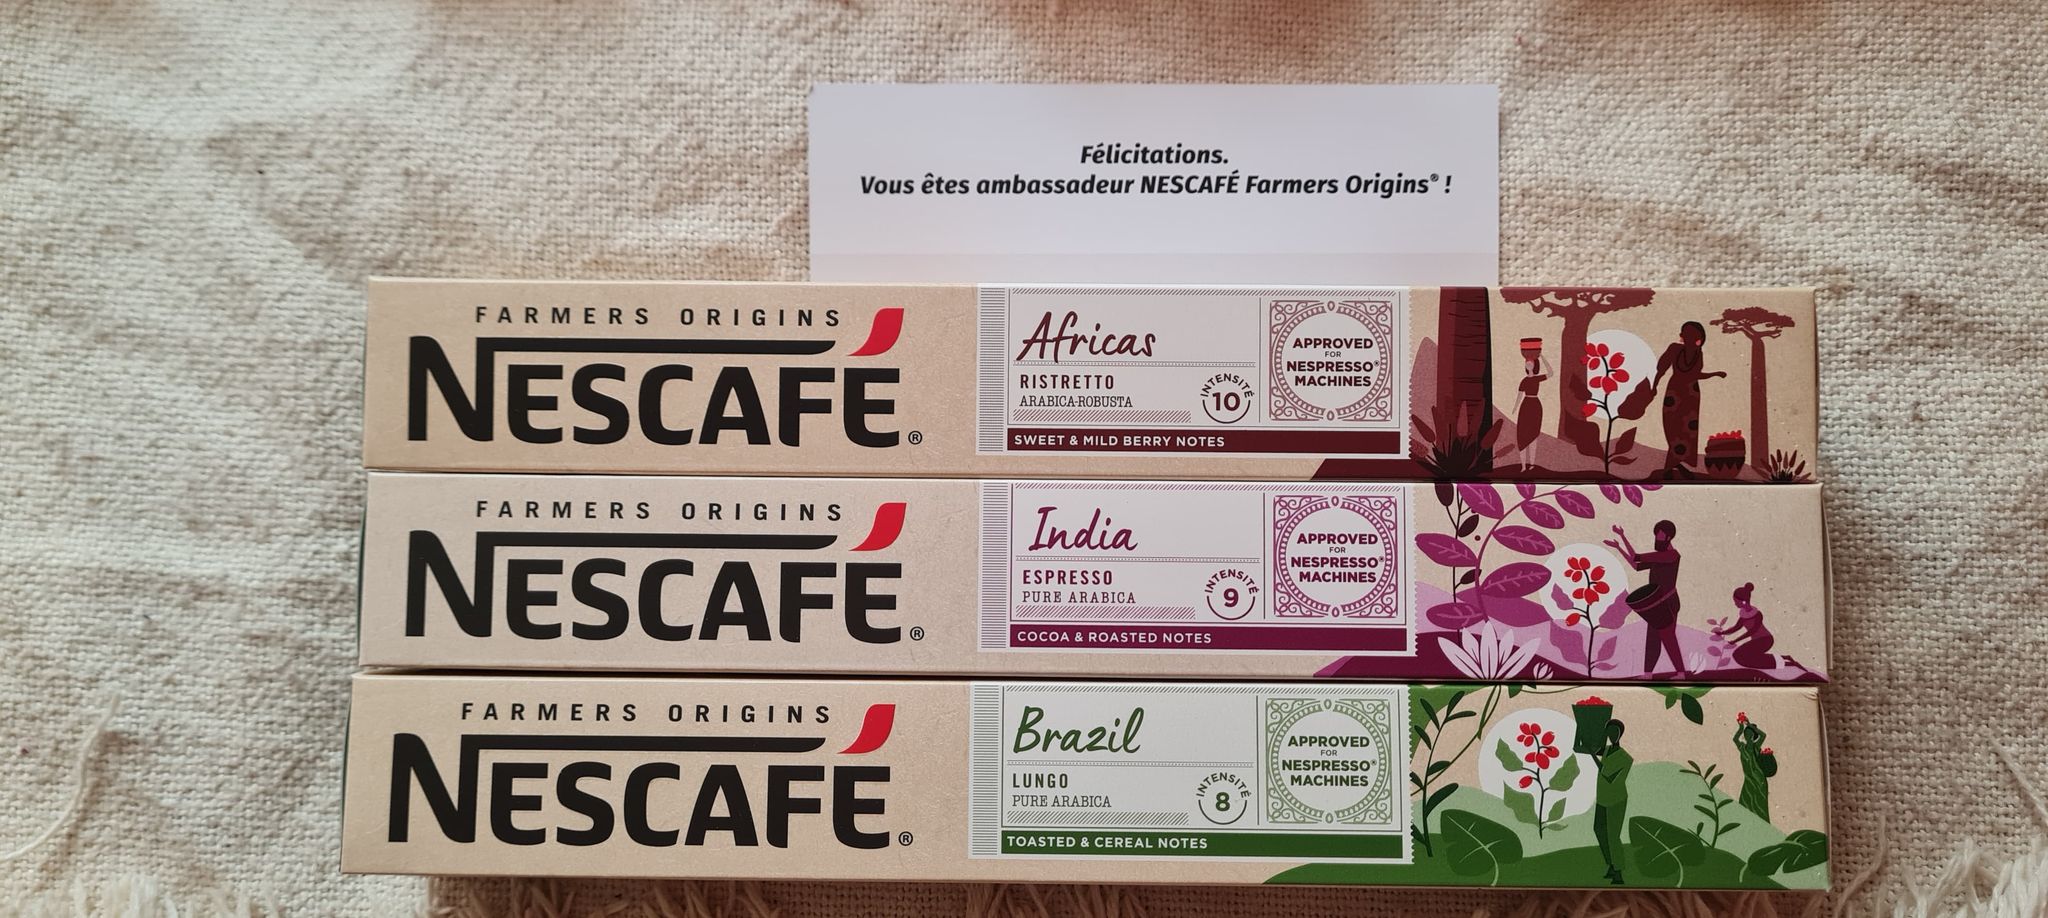 Félicitations.
Vous êtes ambassadeur NESCAFÉ Farmers Origins® !
FARMERS ORIGINS
NESCAFÉ®
Africas
RISTRETTO
ARABICA-ROBUSTA
INTENSITÉ
10
APPROVED
FOR
NESPRESSO®
MACHINES
SWEET & MILD BERRY NOTES
FARMERS ORIGINS
NESCAFÉ®
India
ESPRESSO
PURE ARABICA
INTENSITÉ
9
APPROVED
FOR
NESPRESSO®
MACHINES
COCOA & ROASTED NOTES
FARMERS ORIGINS
NESCAFÉ®
Brazil
LUNGO
PURE ARABICA
INTENSITÉ
8
APPROVED
FOR
NESPRESSO®
MACHINES
TOASTED & CEREAL NOTES